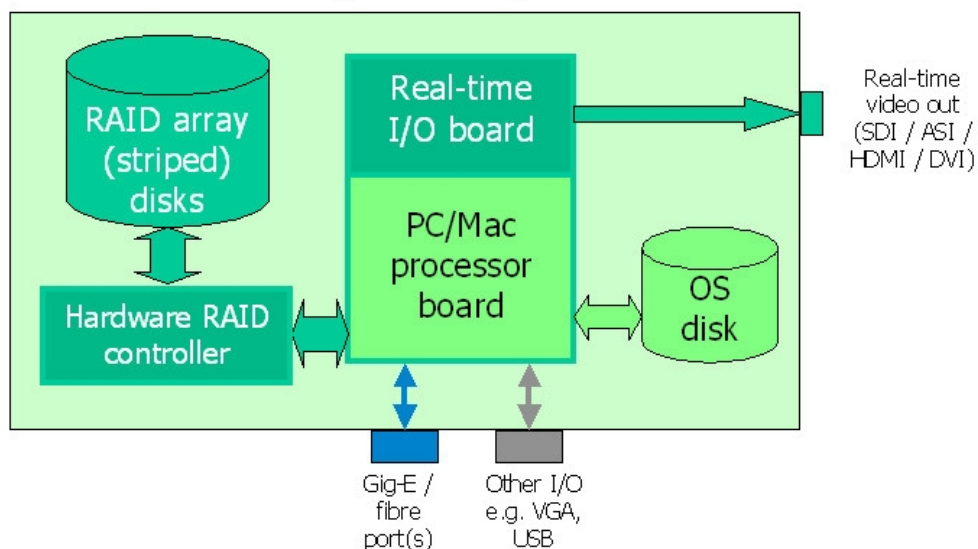 RAID array
(striped)
disks
Real-time
I/O board
Real-time
video out
(SDI / ASI /
HDMI / DVI)
PC/Mac
processor
board
OS
disk
Hardware RAID
controller
Gig-E /
fibre
port(s)
Other I/O
e.g. VGA,
USB